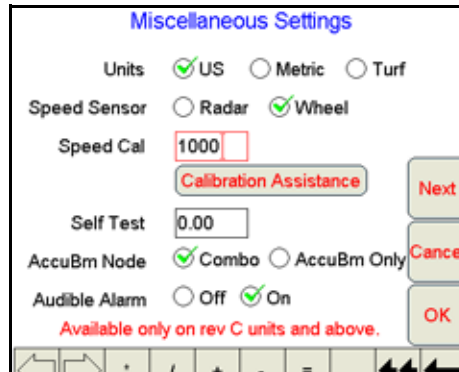 Miscellaneous Settings
Units US Metric Turf
Speed Sensor Radar Wheel
Speed Cal 1000
Calibration Assistance
Next
Self Test 0.00
AccuBm Node Combo AccuBm Only
Cancel
Audible Alarm Off On
OK
Available only on rev C units and above.